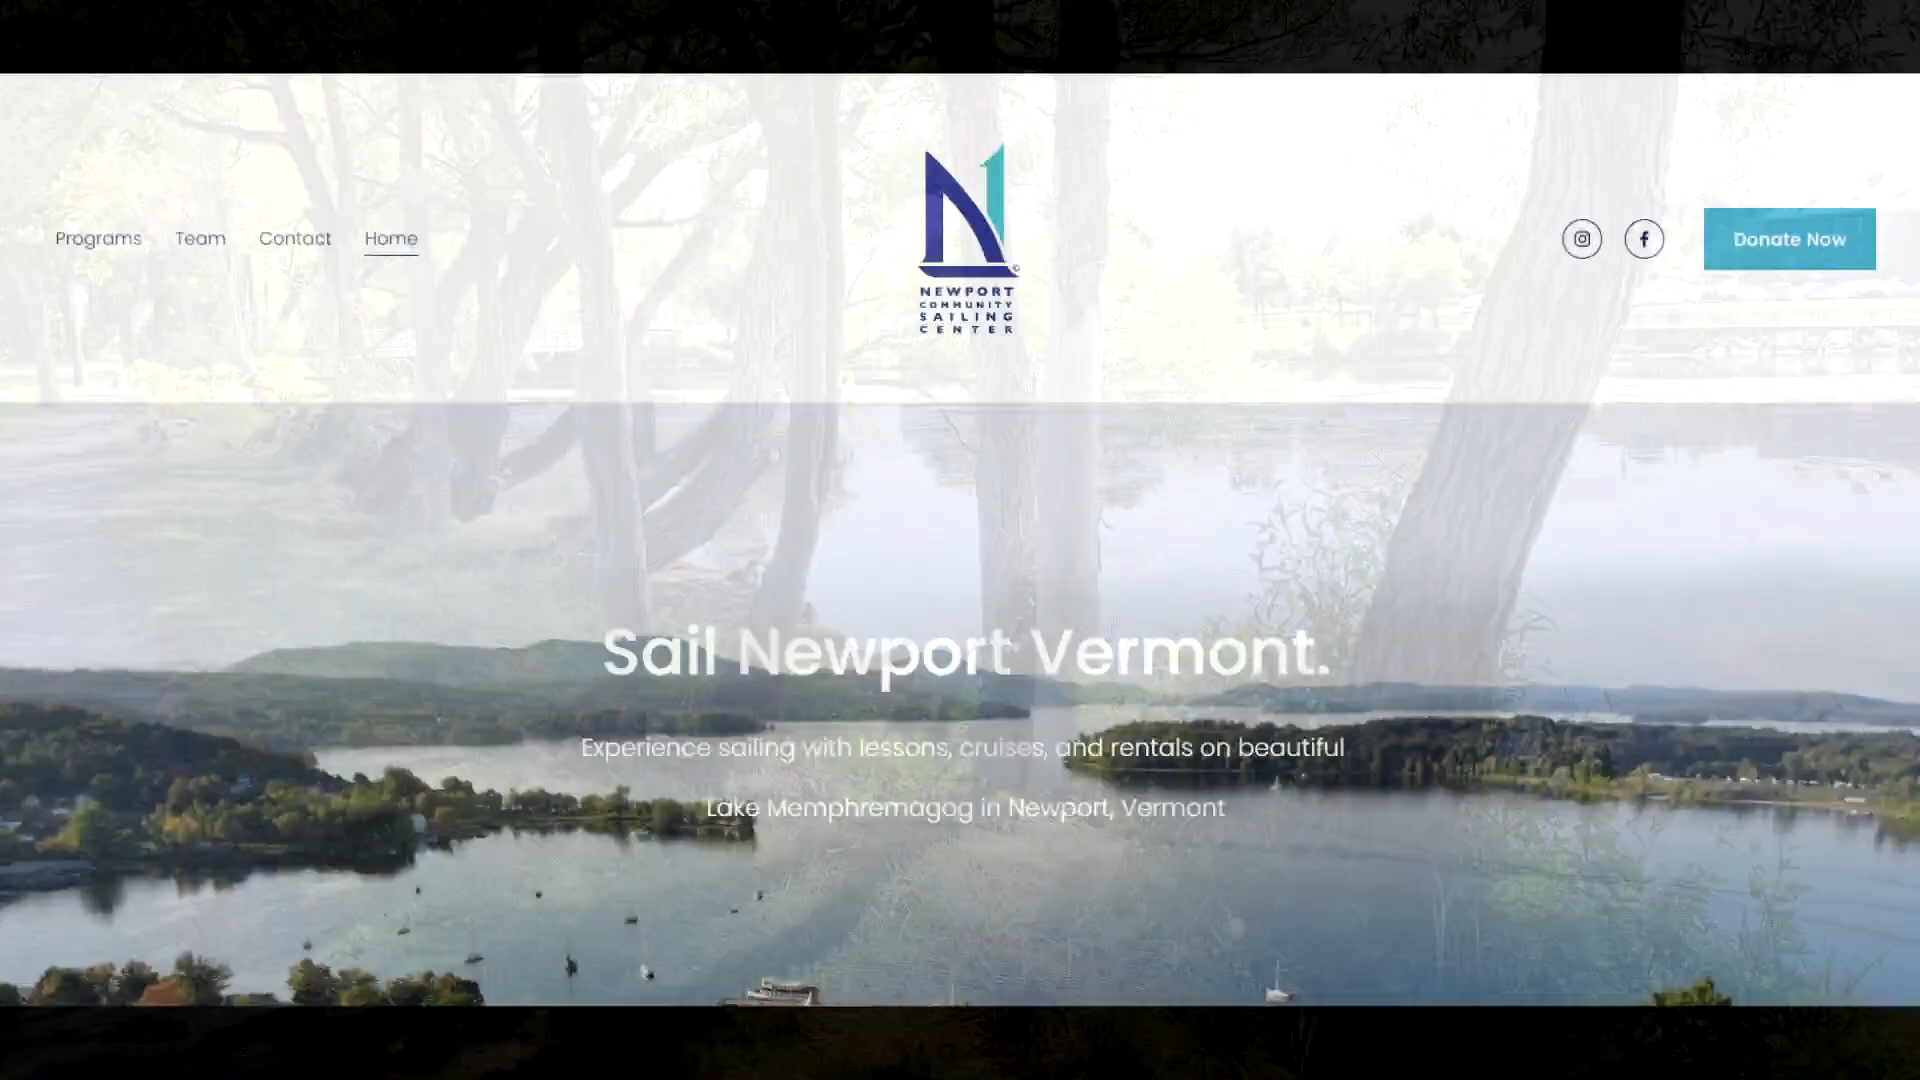 Programs Team Contact Home
NEWPORT
COMMUNITY
SAILING
CENTER
Donate Now
Sail Newport Vermont.
Experience sailing with lessons, cruises, and rentals on beautiful
Lake Memphremagog in Newport, Vermont